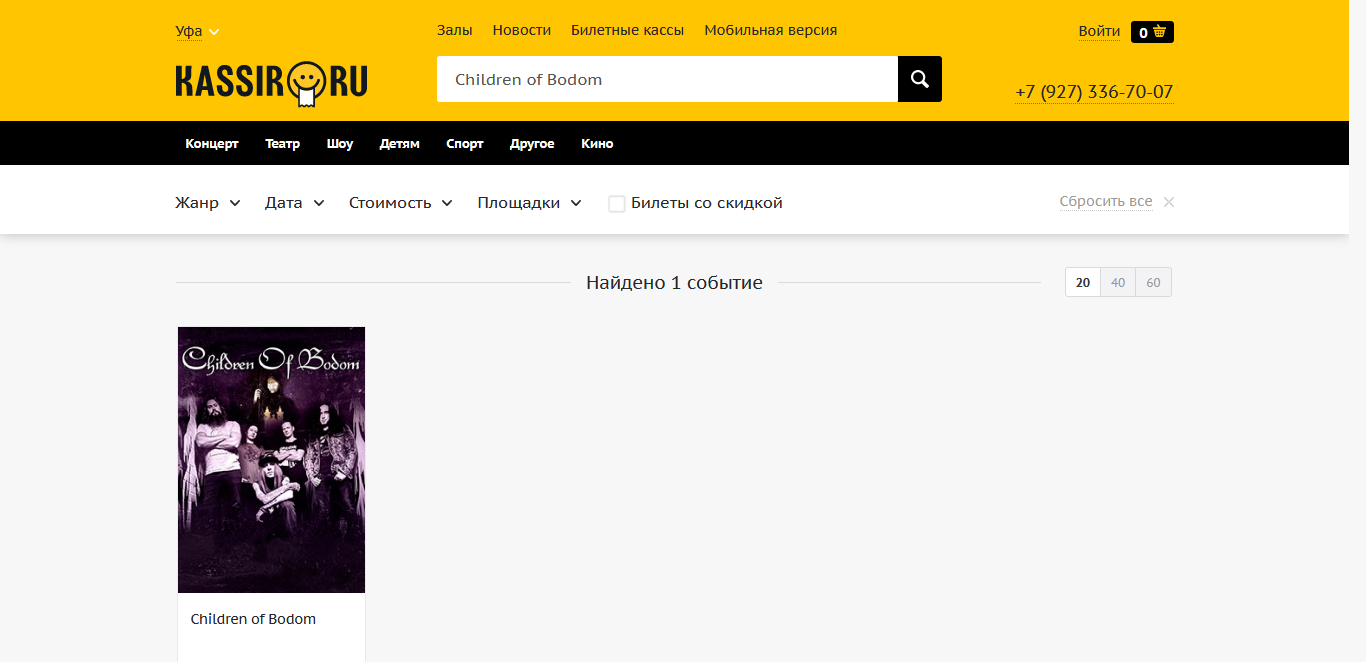 Уфа
Залы Новости Билетные кассы Мобильная версия
Войти 0
KASSIR RU
Children of Bodom
+7 (927) 336-70-07
Концерт Театр Шоу Детям Спорт Другое Кино
Жанр Дата Стоимость Площадки Билеты со скидкой Сбросить все
Найдено 1 событие
20 40 60
Children Of Bodom
Children of Bodom